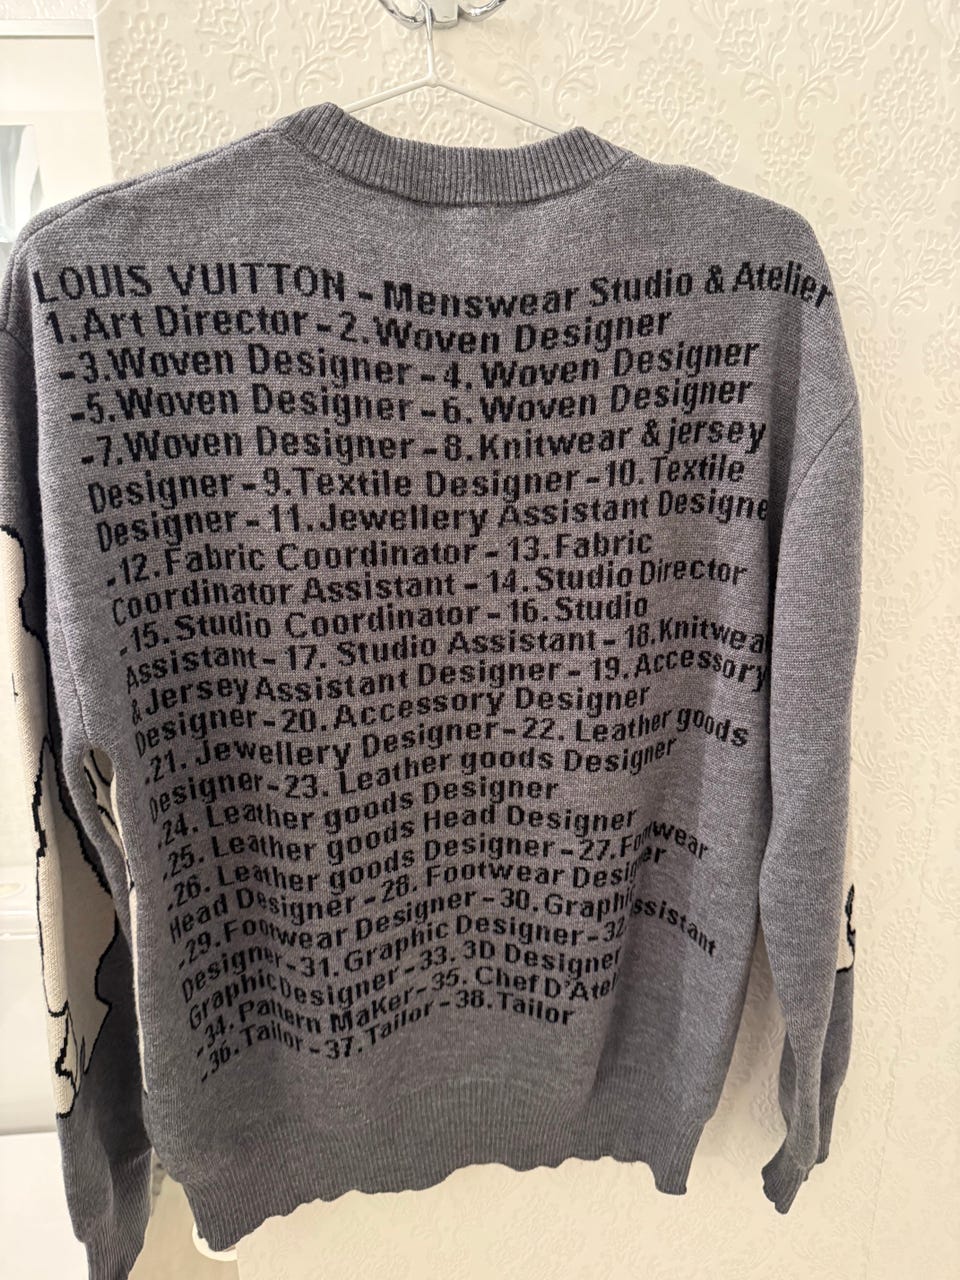 LOUIS VUITTON - Menswear Studio & Atelier
1.Art Director - 2.Woven Designer
-3.Woven Designer - 4. Woven Designer
-5.Woven Designer - 6. Woven Designer
-7.Woven Designer - 8.Knitwear & jersey
Designer - 9.Textile Designer - 10.Textile
Designer - 11.Jewellery Assistant Designe
-12.Fabric Coordinator - 13.Fabric
Coordinator Assistant - 14. Studio Director
-15. Studio Coordinator - 16. Studio
Assistant - 17. Studio Assistant - 18.Knitwea
& Jersey Assistant Designer - 19. Accessory
Designer - 20. Accessory Designer
-21. Jewellery Designer - 22. Leather goods
Designer - 23. Leather goods Designer
-24. Leather goods Designer
-25. Leather goods Head Designer
-26. Leather goods Designer - 27. Footwear
Head Designer - 28. Footwear Designer
-29. Footwear Designer - 30. Graphi Assistant
Designer - 31. Graphic Designer - 32
Graphic Designer - 33. 3D Designer
-34. Pattern MaKer - 35. Chef D'Atel
-36. Tailor - 37. Tailor - 38. Tailor